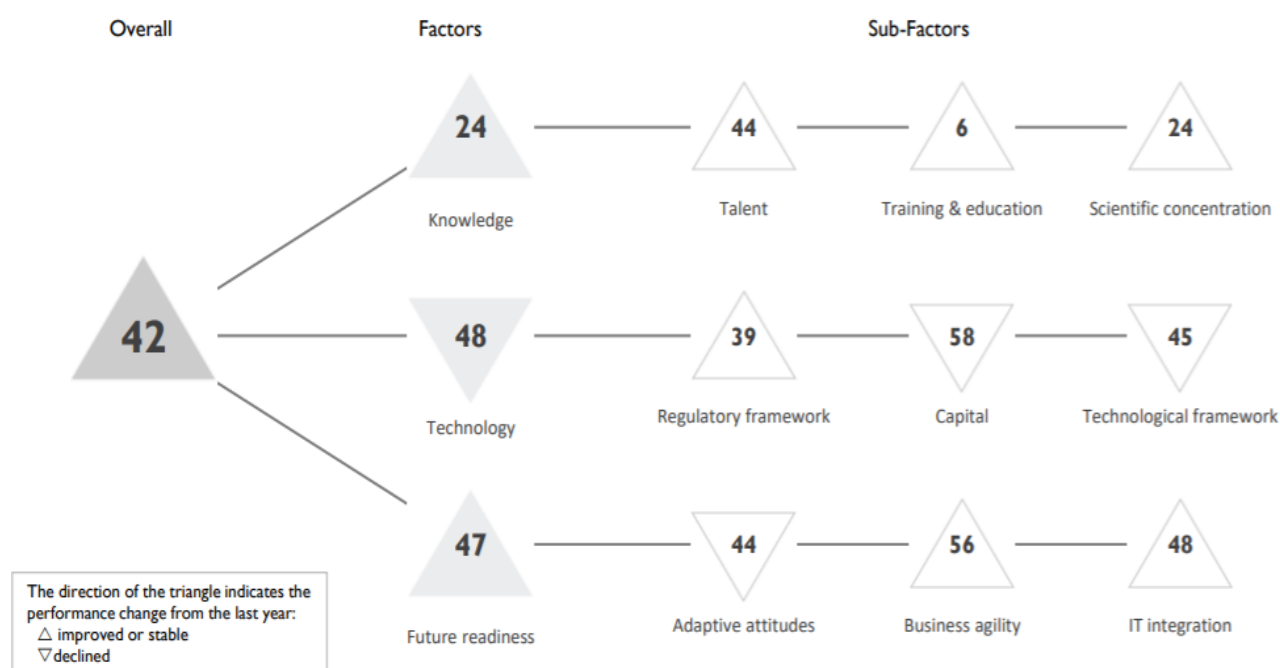 Overall Factors Sub-Factors
24 44 6 24
Knowledge Talent Training & education Scientific concentration
42 48 39 58 45
Technology Regulatory framework Capital Technological framework
47 44 56 48
Future readiness Adaptive attitudes Business agility IT integration
The direction of the triangle indicates the
performance change from the last year:
△ improved or stable
▽ declined